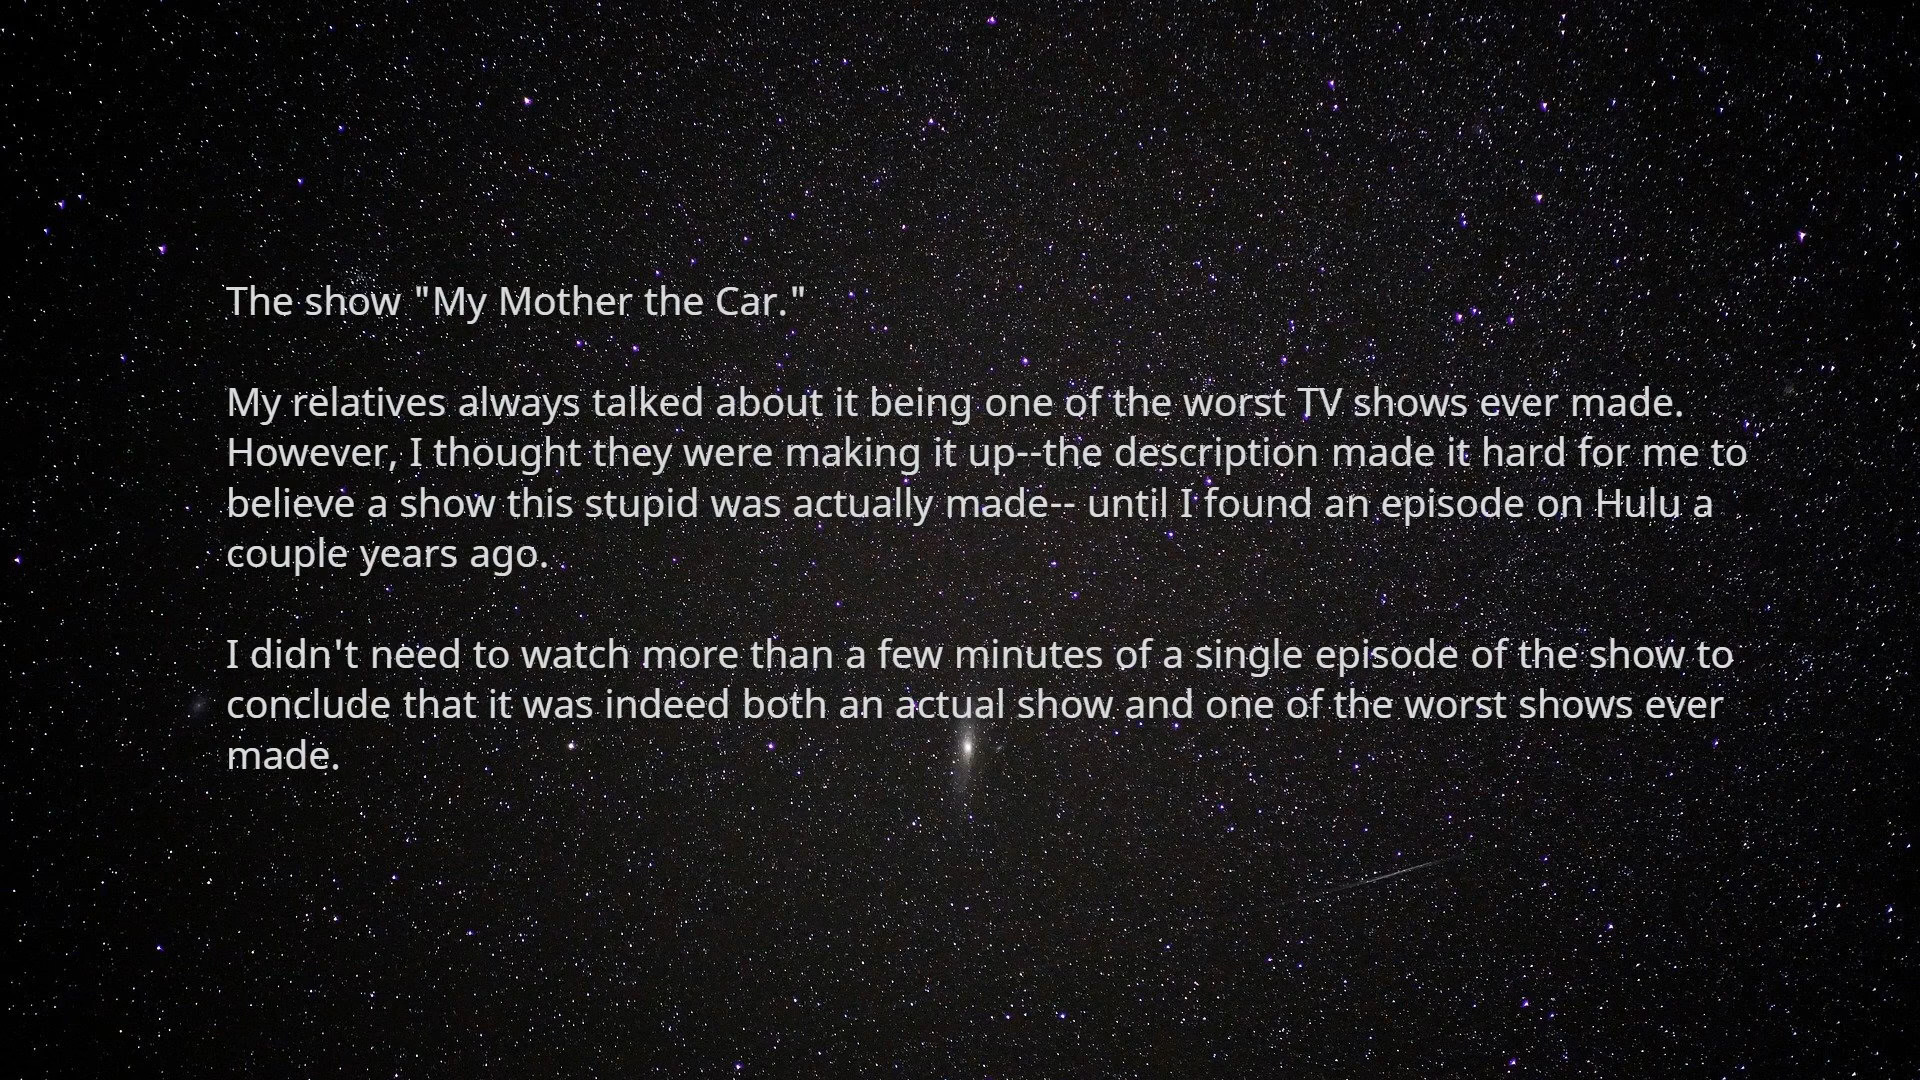 The show "My Mother the Car."
My relatives always talked about it being one of the worst TV shows ever made.
However, I thought they were making it up--the description made it hard for me to
believe a show this stupid was actually made-- until I found an episode on Hulu a
couple years ago.
I didn't need to watch more than a few minutes of a single episode of the show to
conclude that it was indeed both an actual show and one of the worst shows ever
made.